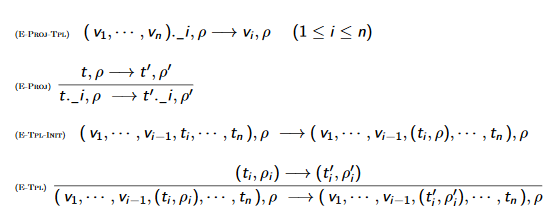 (E-Proj-Tpl) ( v₁, ··· , vₙ )._i, ρ ⟶ vᵢ, ρ (1 ≤ i ≤ n)
t, ρ ⟶ t′, ρ′
(E-Proj)
t._i, ρ ⟶ t′._i, ρ′
(E-Tpl-Init) ( v₁, ··· , vᵢ₋₁, tᵢ, ··· , tₙ ), ρ ⟶ ( v₁, ··· , vᵢ₋₁, (tᵢ, ρ), ··· , tₙ ), ρ
(tᵢ, ρᵢ) ⟶ (t′ᵢ, ρ′ᵢ)
(E-Tpl)
( v₁, ··· , vᵢ₋₁, (tᵢ, ρᵢ), ··· , tₙ ), ρ ⟶ ( v₁, ··· , vᵢ₋₁, (t′ᵢ, ρ′ᵢ), ··· , tₙ ), ρ